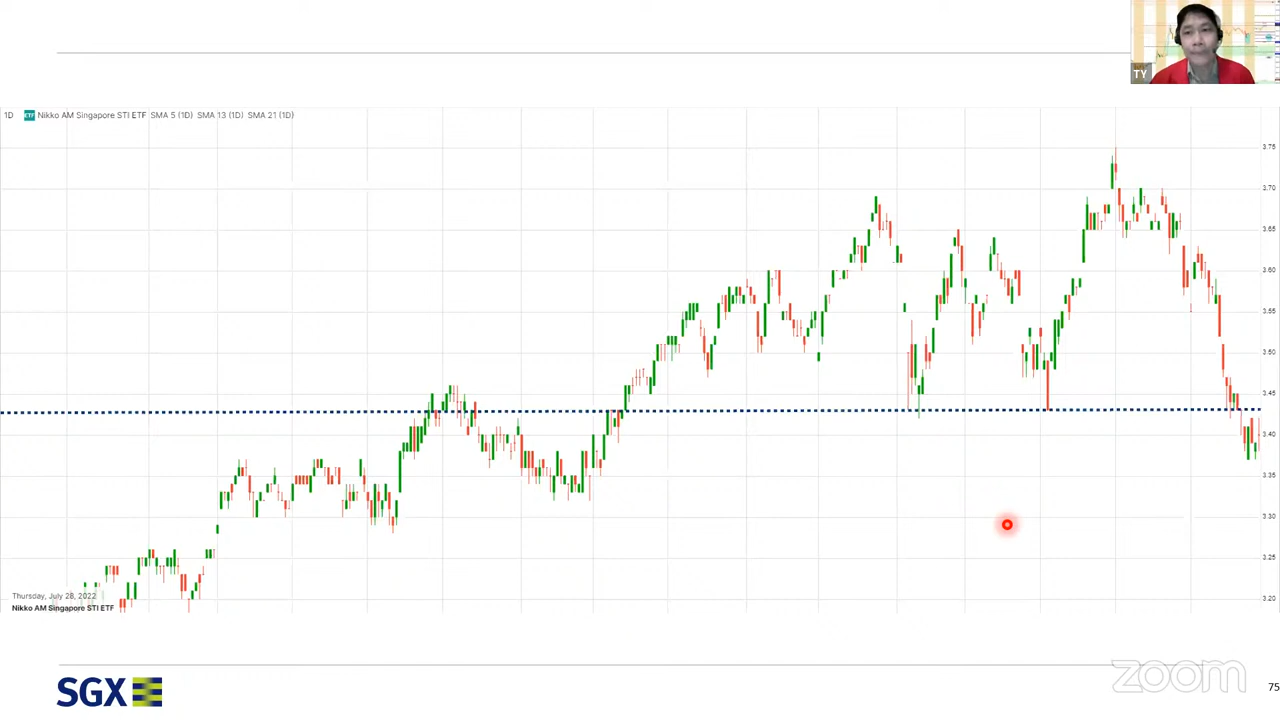 TY
1D ETF Nikko AM Singapore STI ETF SMA 5 (1D) SMA 13 (1D) SMA 21 (1D)
3.75
3.70
3.65
3.60
3.55
3.50
3.45
3.40
3.35
3.30
3.25
3.20
Thursday, July 28, 2022
Nikko AM Singapore STI ETF
SGX
zoom
75